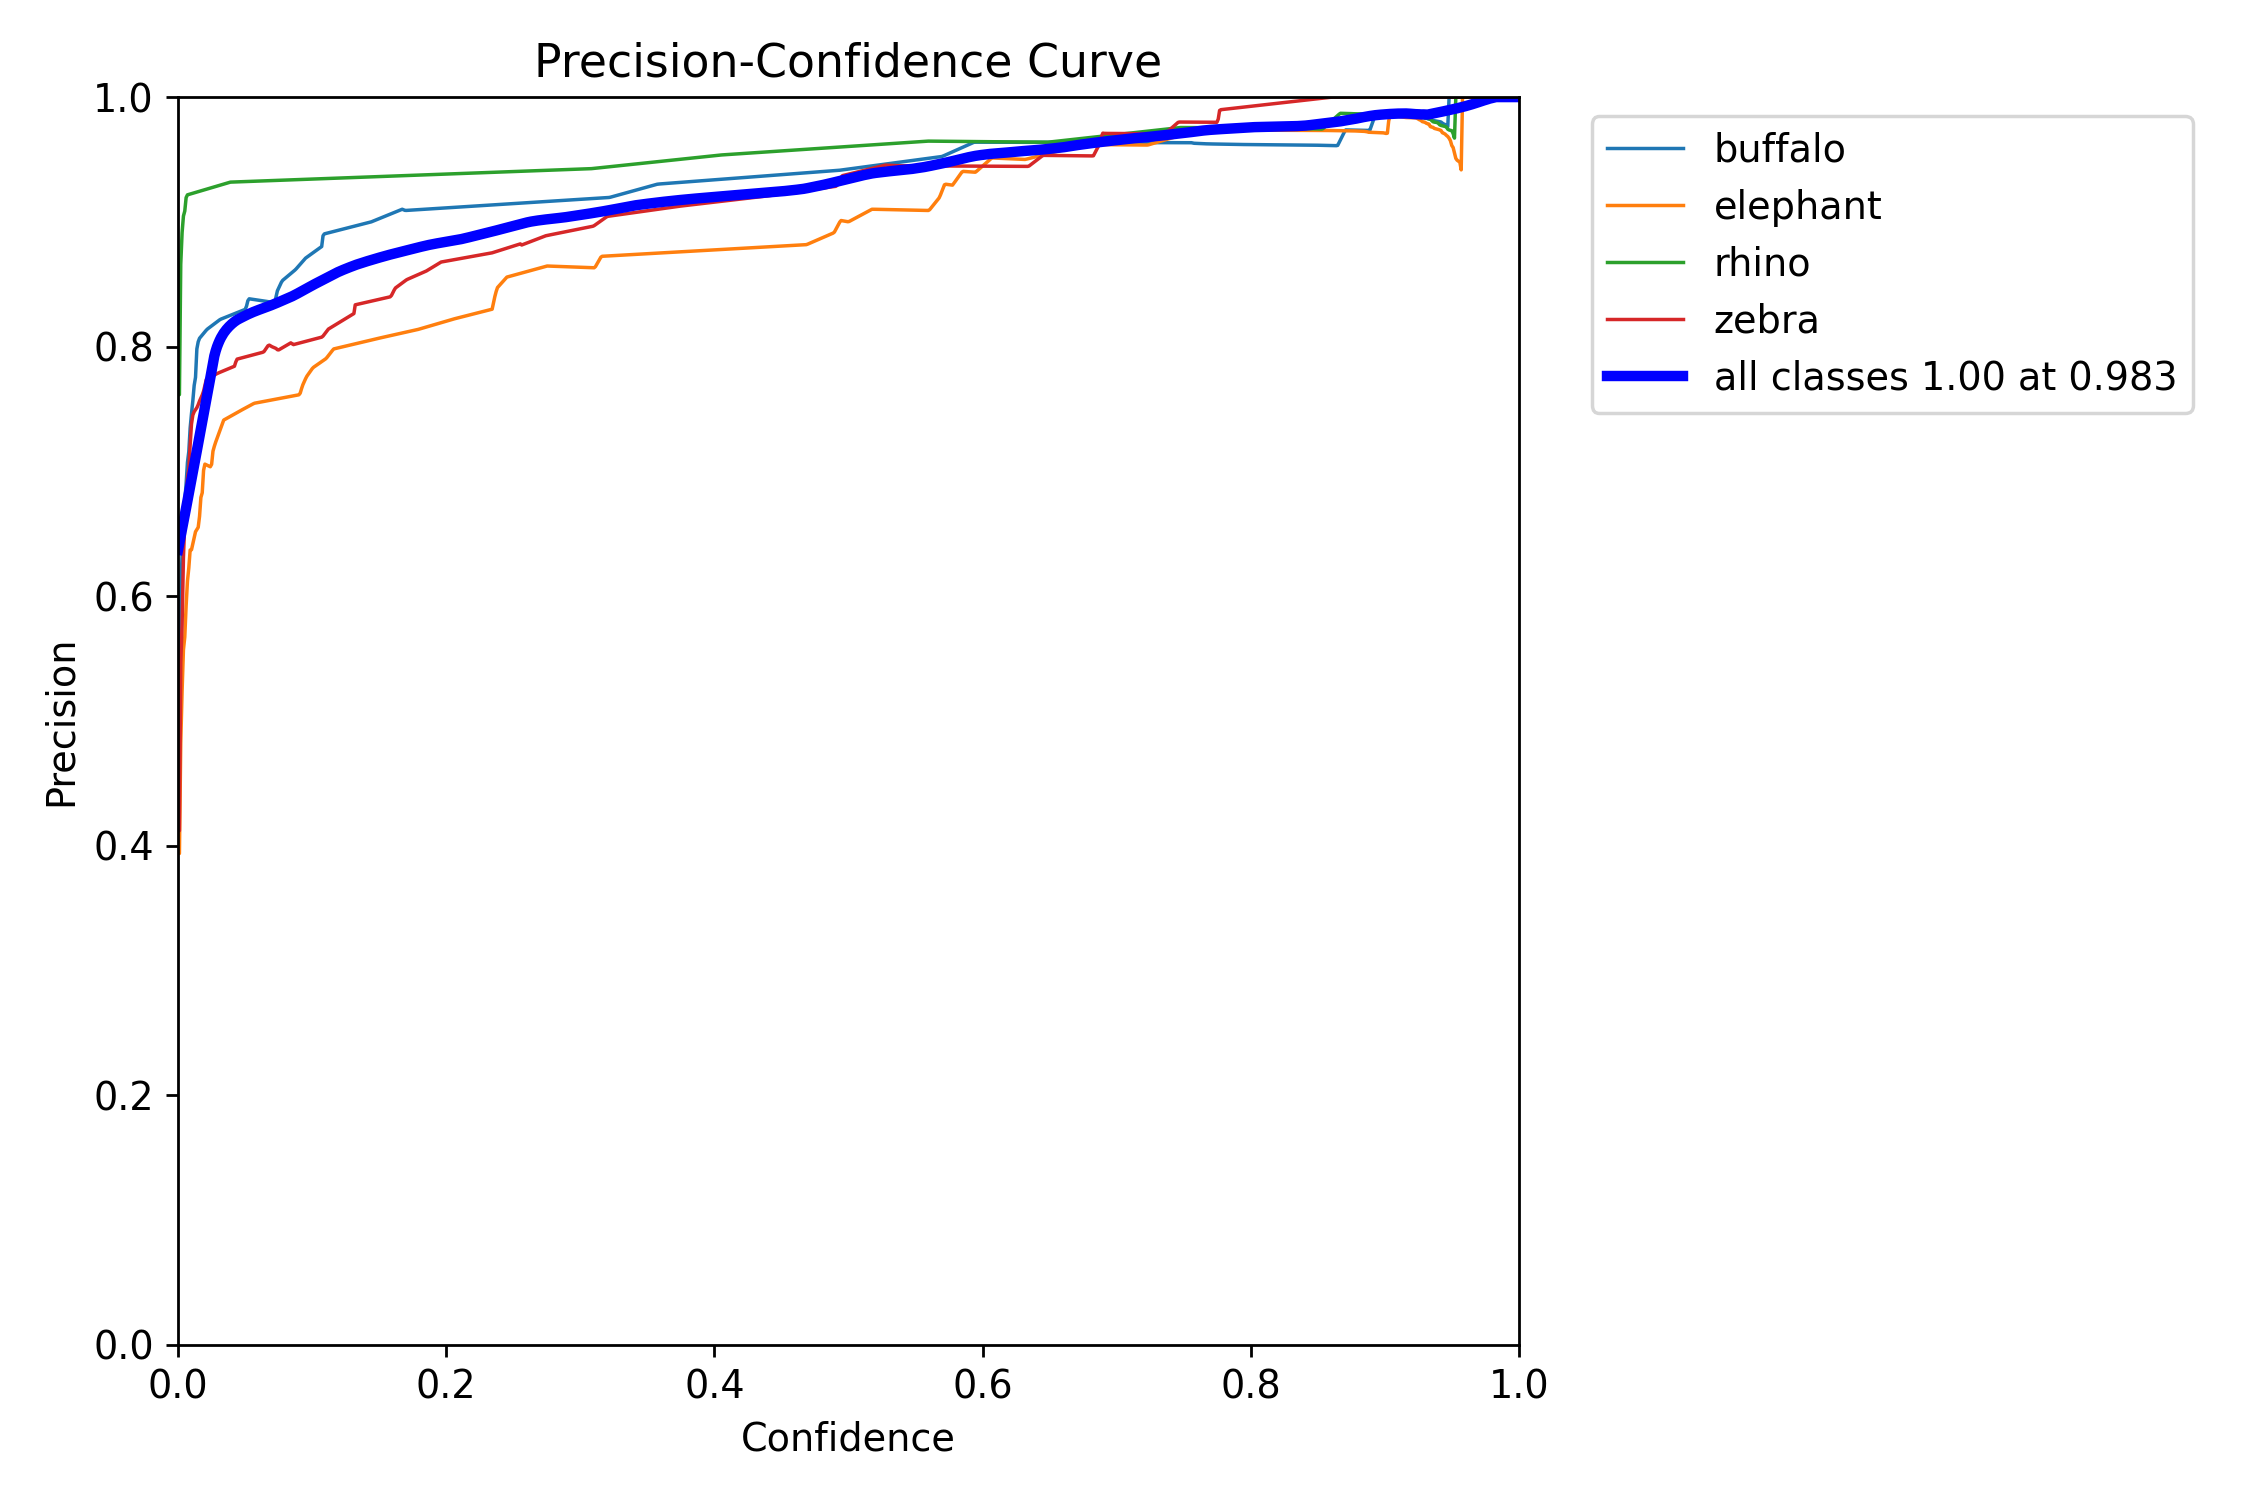 Precision-Confidence Curve
1.0
0.8
0.6
0.4
0.2
0.0
Precision
0.0 0.2 0.4 0.6 0.8 1.0
Confidence
buffalo
elephant
rhino
zebra
all classes 1.00 at 0.983